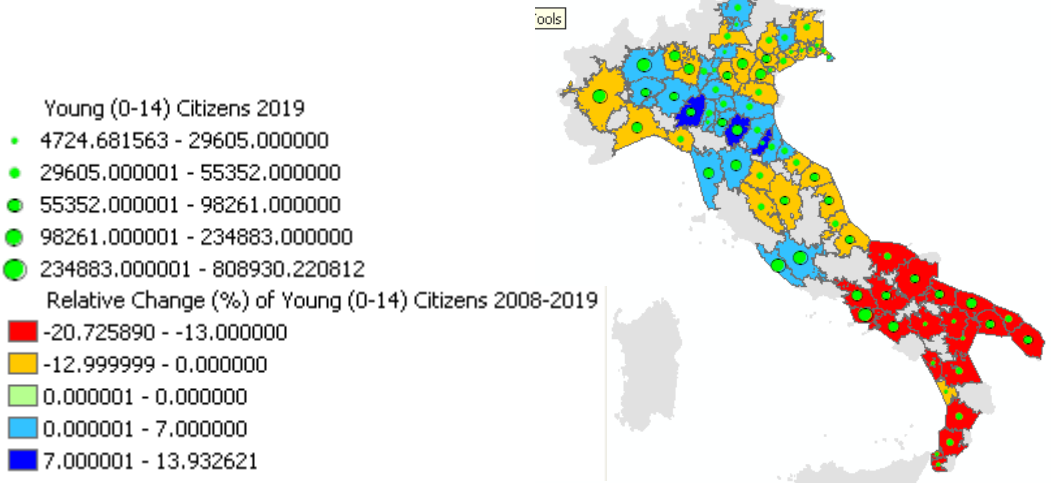 ools
Young (0-14) Citizens 2019
4724.681563 - 29605.000000
29605.000001 - 55352.000000
55352.000001 - 98261.000000
98261.000001 - 234883.000000
234883.000001 - 808930.220812
Relative Change (%) of Young (0-14) Citizens 2008-2019
-20.725890 - -13.000000
-12.999999 - 0.000000
0.000001 - 0.000000
0.000001 - 7.000000
7.000001 - 13.932621